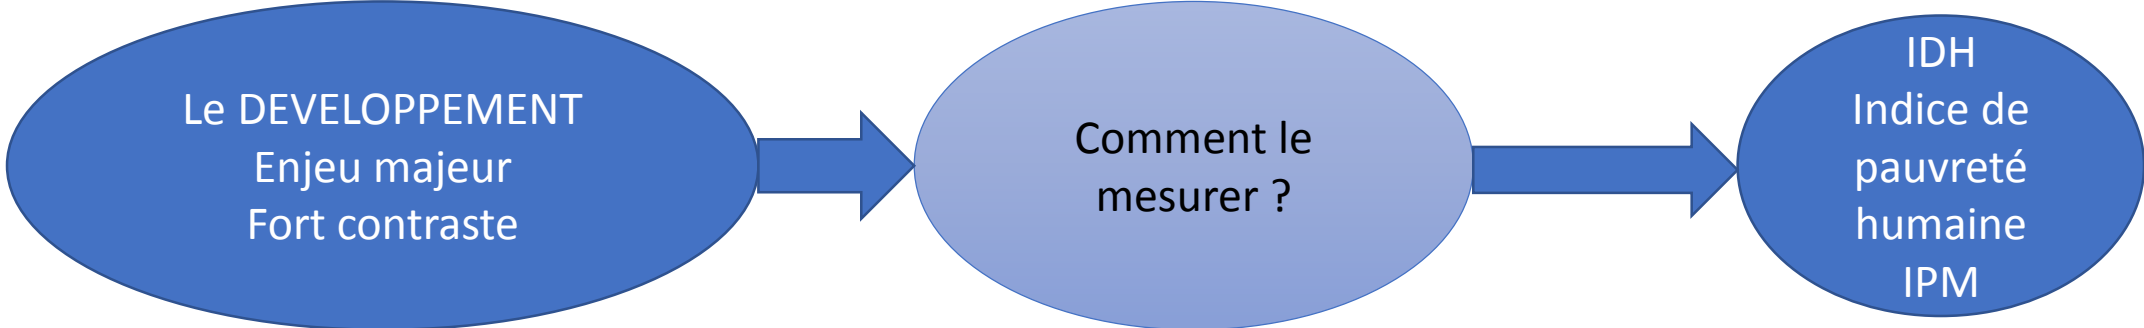 Le DEVELOPPEMENT
Enjeu majeur
Fort contraste
Comment le
mesurer ?
IDH
Indice de
pauvreté
humaine
IPM